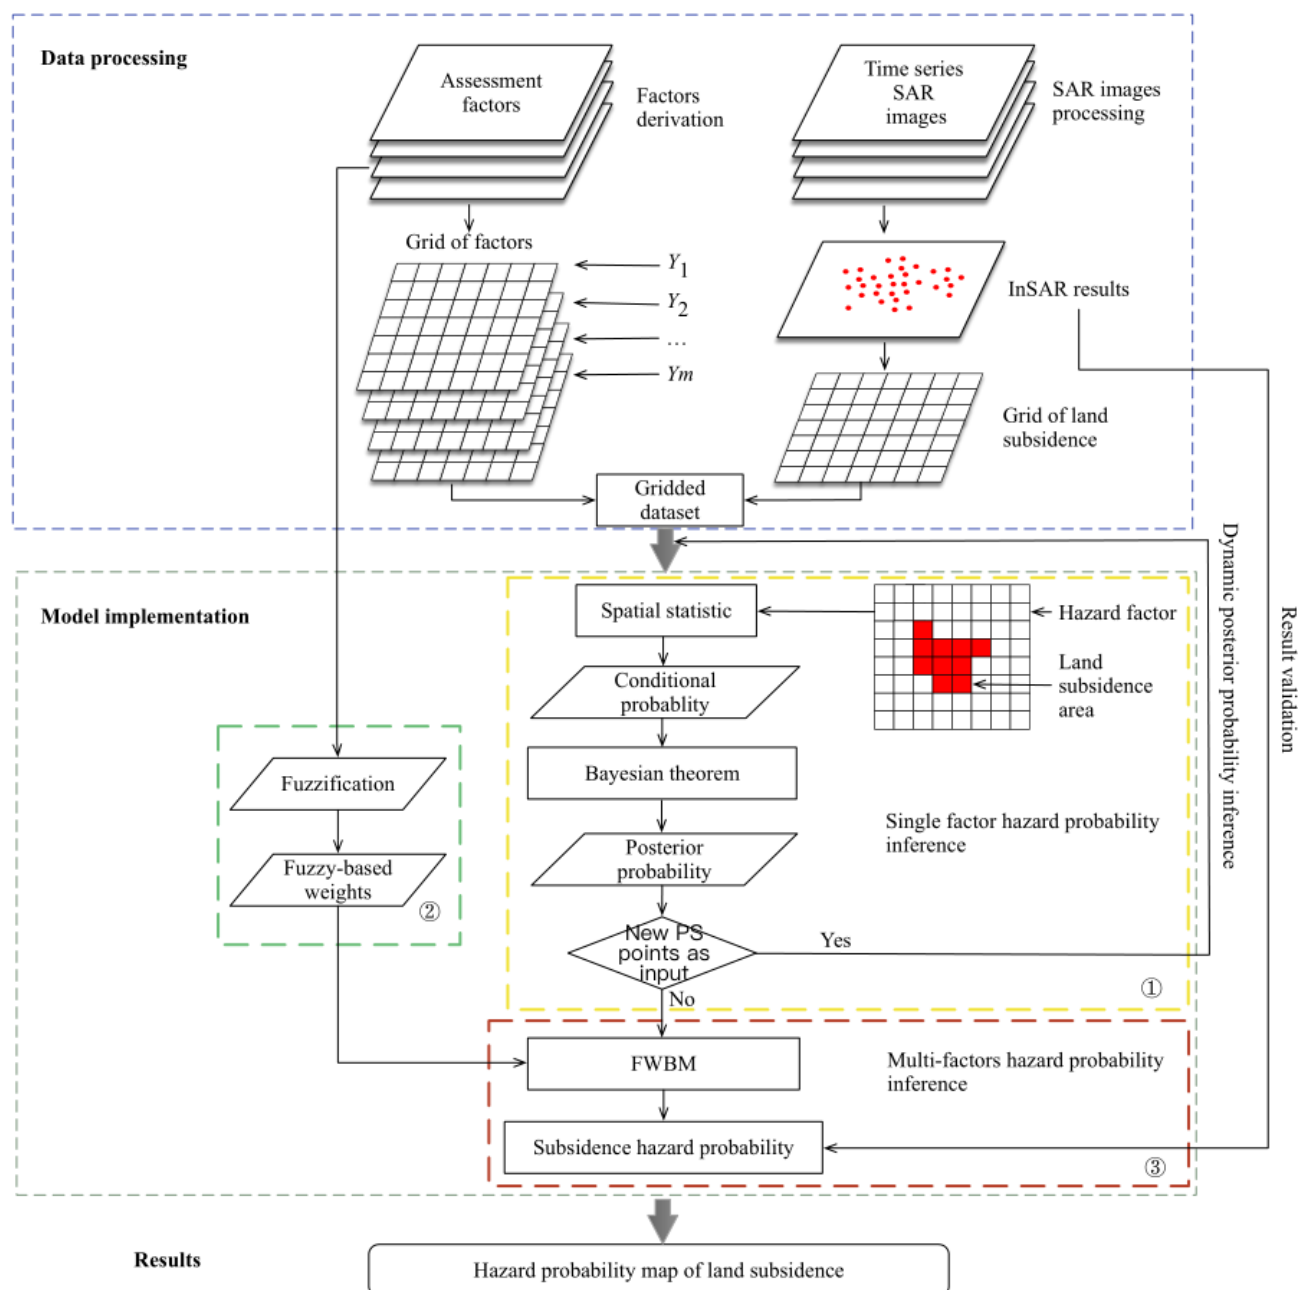 Data processing
Assessment
factors
Factors
derivation
Time series
SAR
images
SAR images
processing
Grid of factors
Y1
Y2
...
Ym
InSAR results
Grid of land
subsidence
Gridded
dataset
Dynamic posterior probability inference
Result validation
Model implementation
Spatial statistic
Hazard factor
Land
subsidence
area
Conditional
probablity
Bayesian theorem
Posterior
probability
Single factor hazard probability
inference
Fuzzification
Fuzzy-based
weights
②
New PS
points as
input
Yes
No
①
FWBM
Multi-factors hazard probability
inference
Subsidence hazard probability
③
Results
Hazard probability map of land subsidence